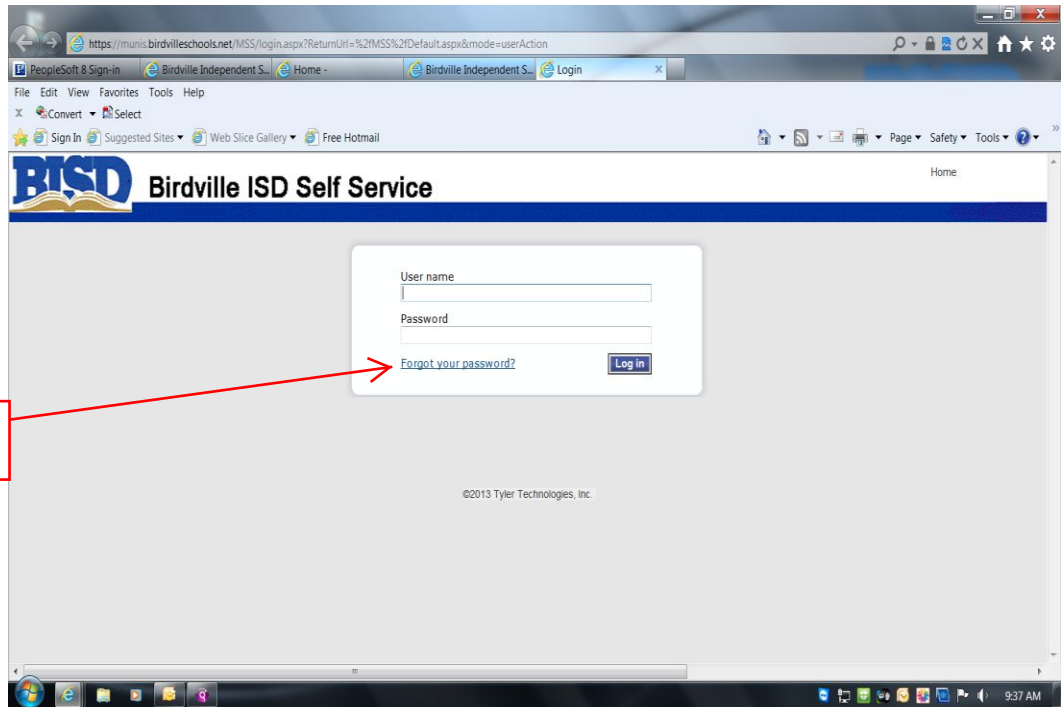 https://munis.birdvilleschools.net/MSS/login.aspx?ReturnUrl=%2fMSS%2fDefault.aspx&mode=userAction
PeopleSoft 8 Sign-in Birdville Independent S... Home - Birdville Independent S... Login x
File Edit View Favorites Tools Help
x Convert Select
Sign In Suggested Sites Web Slice Gallery Free Hotmail Page Safety Tools
BISD Birdville ISD Self Service Home
User name
Password
Forgot your password? Log in
©2013 Tyler Technologies, Inc.
9:37 AM